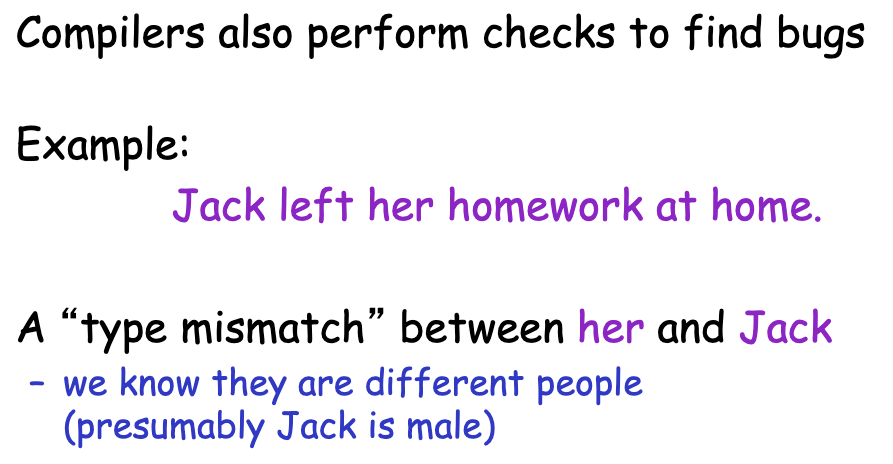 Compilers also perform checks to find bugs
Example:
Jack left her homework at home.
A “type mismatch” between her and Jack
– we know they are different people
(presumably Jack is male)